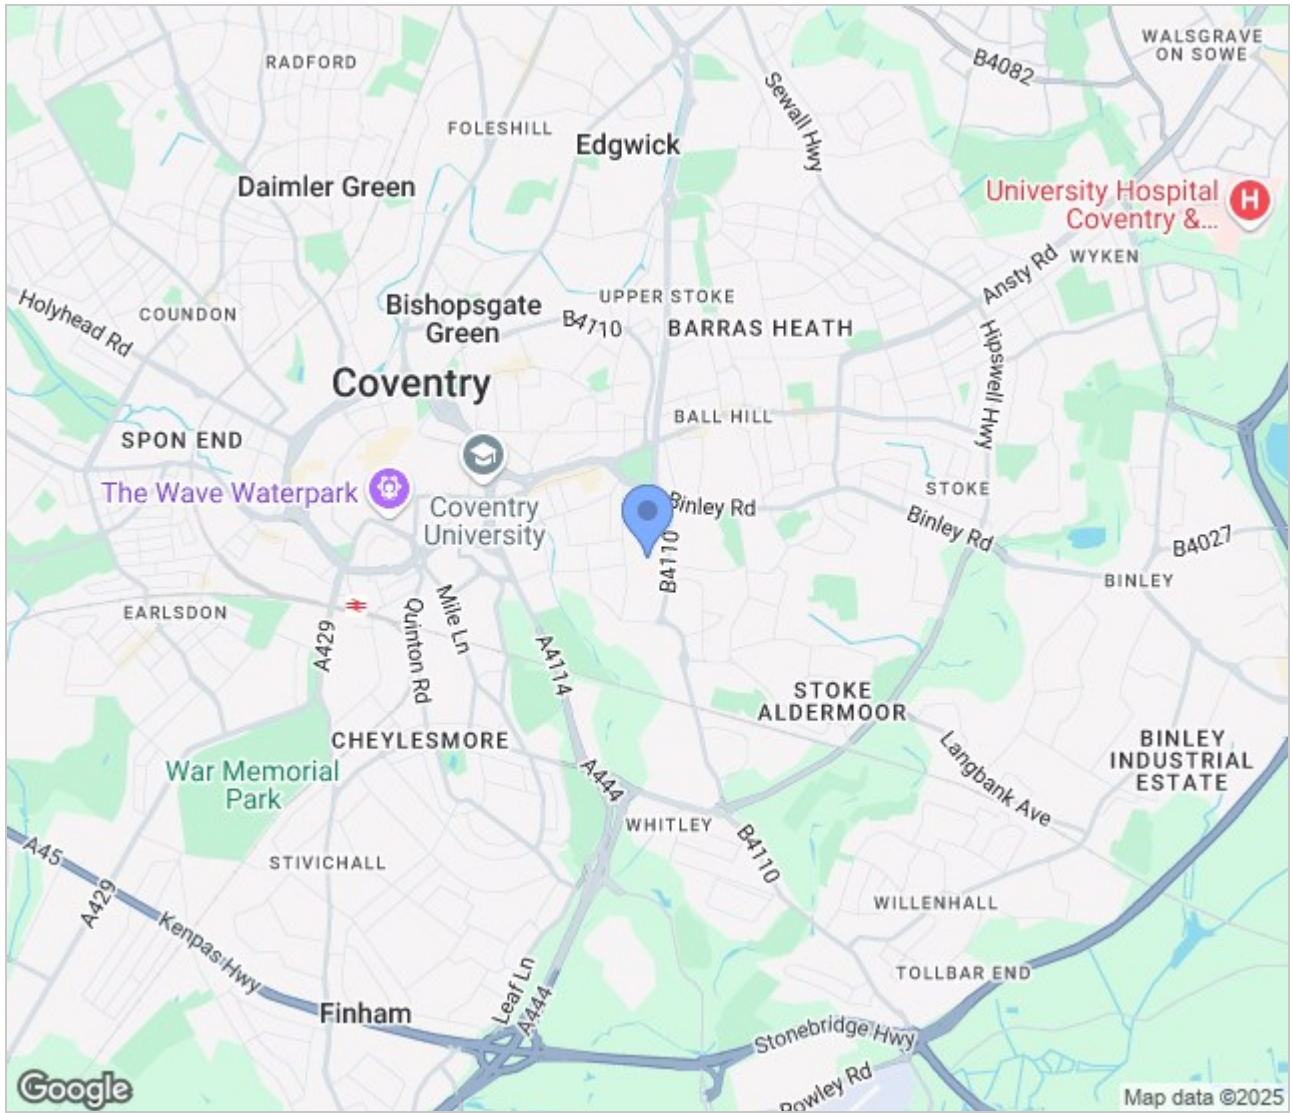 WALSGRAVE
ON SOWE
RADFORD
B4082
Sewall Hwy
FOLESHILL
Edgwick
Daimler Green
University Hospital
Coventry &...
H
WYKEN
Ansty Rd
Holyhead Rd
COUNDON
Bishopsgate
Green
UPPER STOKE
B4110
BARRAS HEATH
Hipswell Hwy
Coventry
BALL HILL
SPON END
The Wave Waterpark
Coventry
University
Binley Rd
STOKE
Binley Rd
B4027
B4110
BINLEY
EARLSDON
A429
Quinton Rd
Mile Ln
A4114
STOKE
ALDERMOOR
CHEYLESMORE
Langbank Ave
BINLEY
INDUSTRIAL
ESTATE
War Memorial
Park
A444
WHITLEY
B4110
A45
STIVICHALL
A429
Kenpas Hwy
WILLENHALL
TOLLBAR END
Leaf Ln
A444
Finham
Stonebridge Hwy
Rowley Rd
Google
Map data ©2025